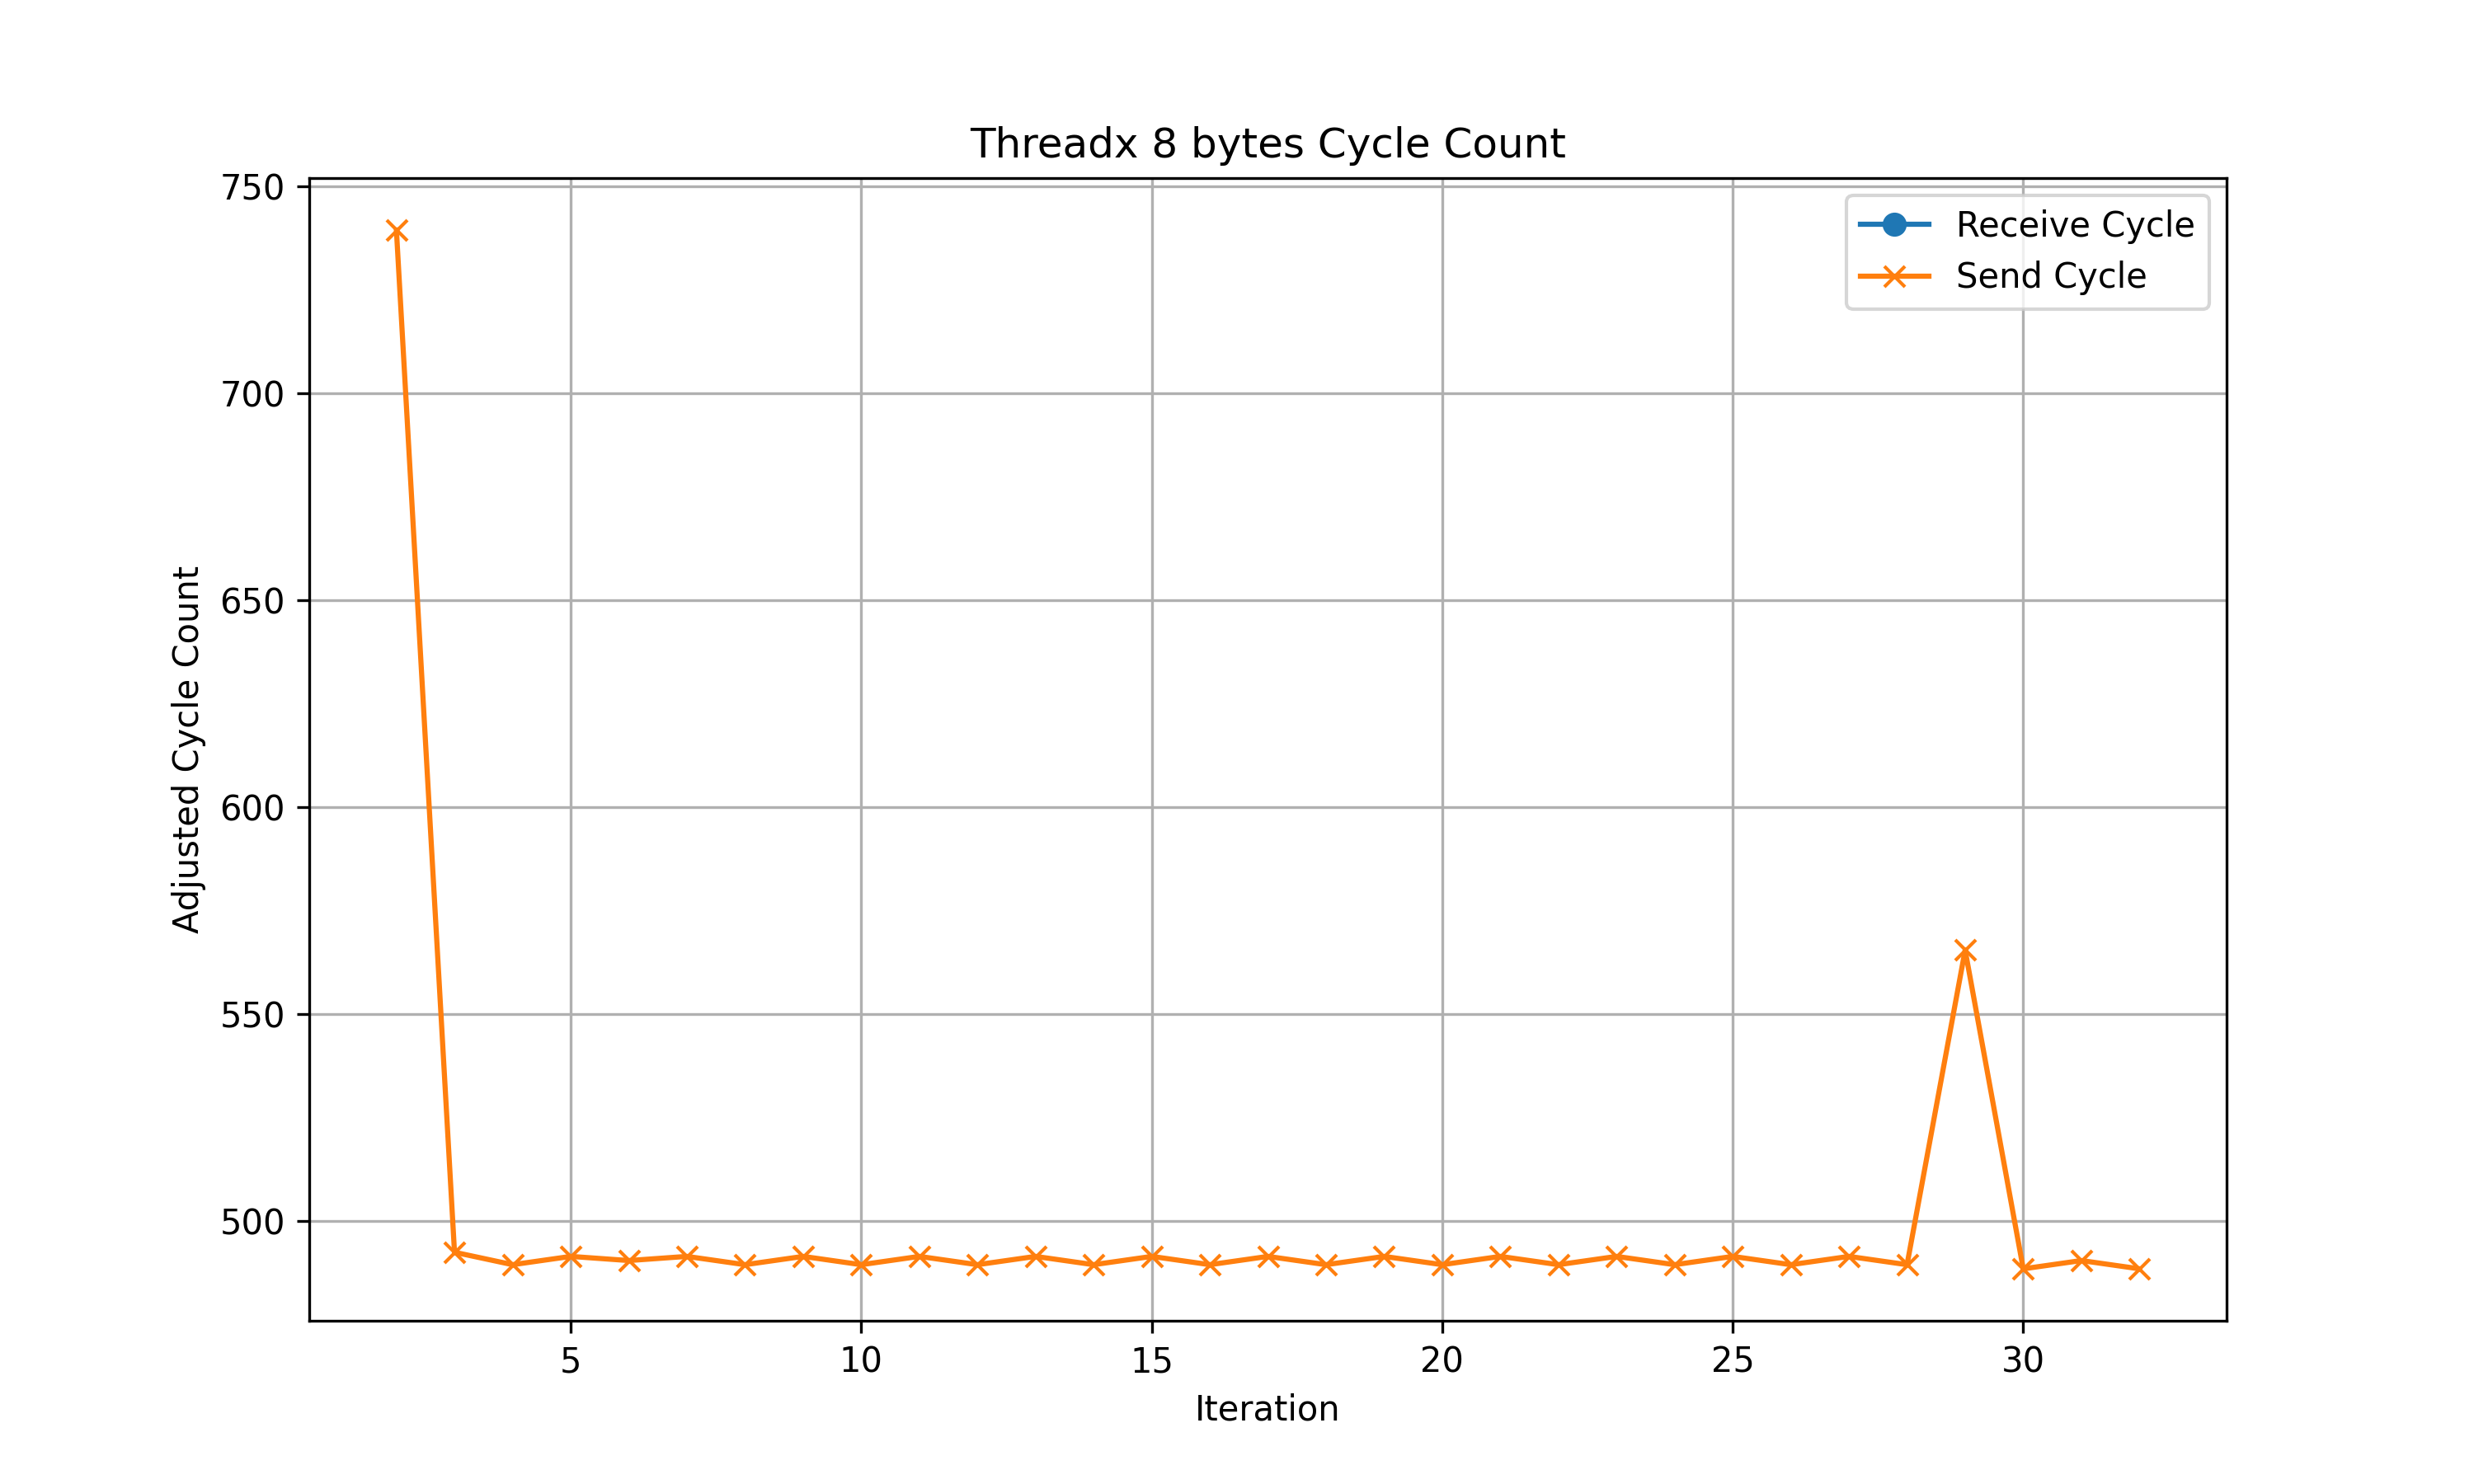 Threadx 8 bytes Cycle Count
Receive Cycle
Send Cycle
Adjusted Cycle Count
750
700
650
600
550
500
5 10 15 20 25 30
Iteration